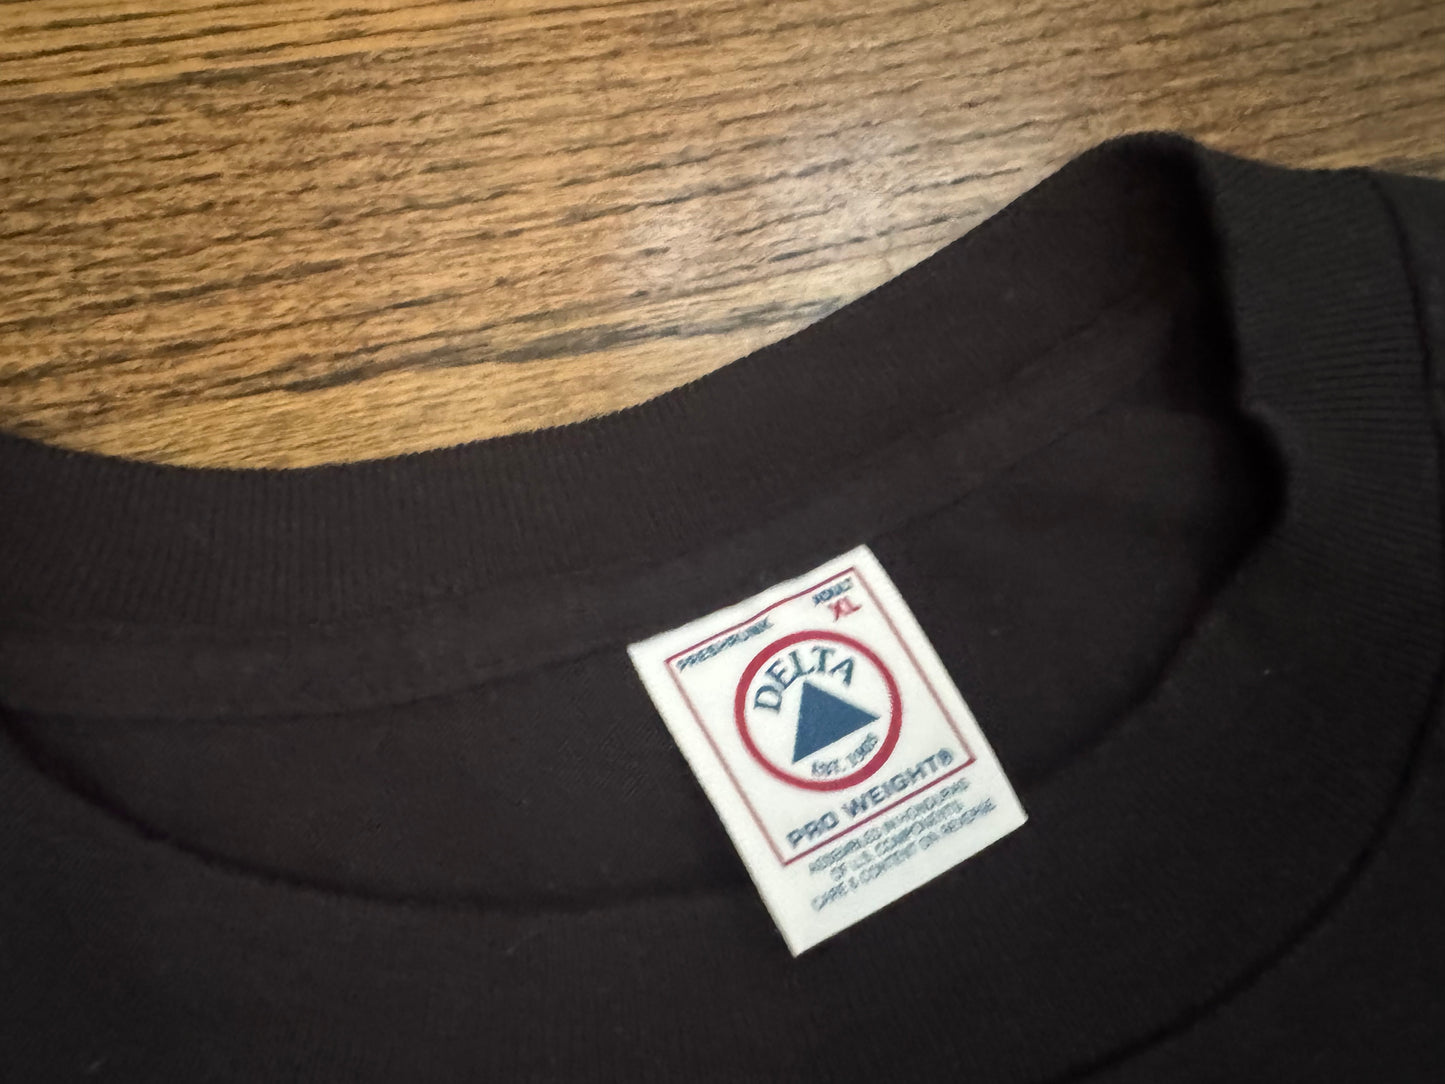 ADULT
PRESHRUNK XL
DELTA
EST. 1903
PRO WEIGHT®
ASSEMBLED IN HONDURAS
OF U.S. COMPONENTS
CARE & CONTENT ON REVERSE